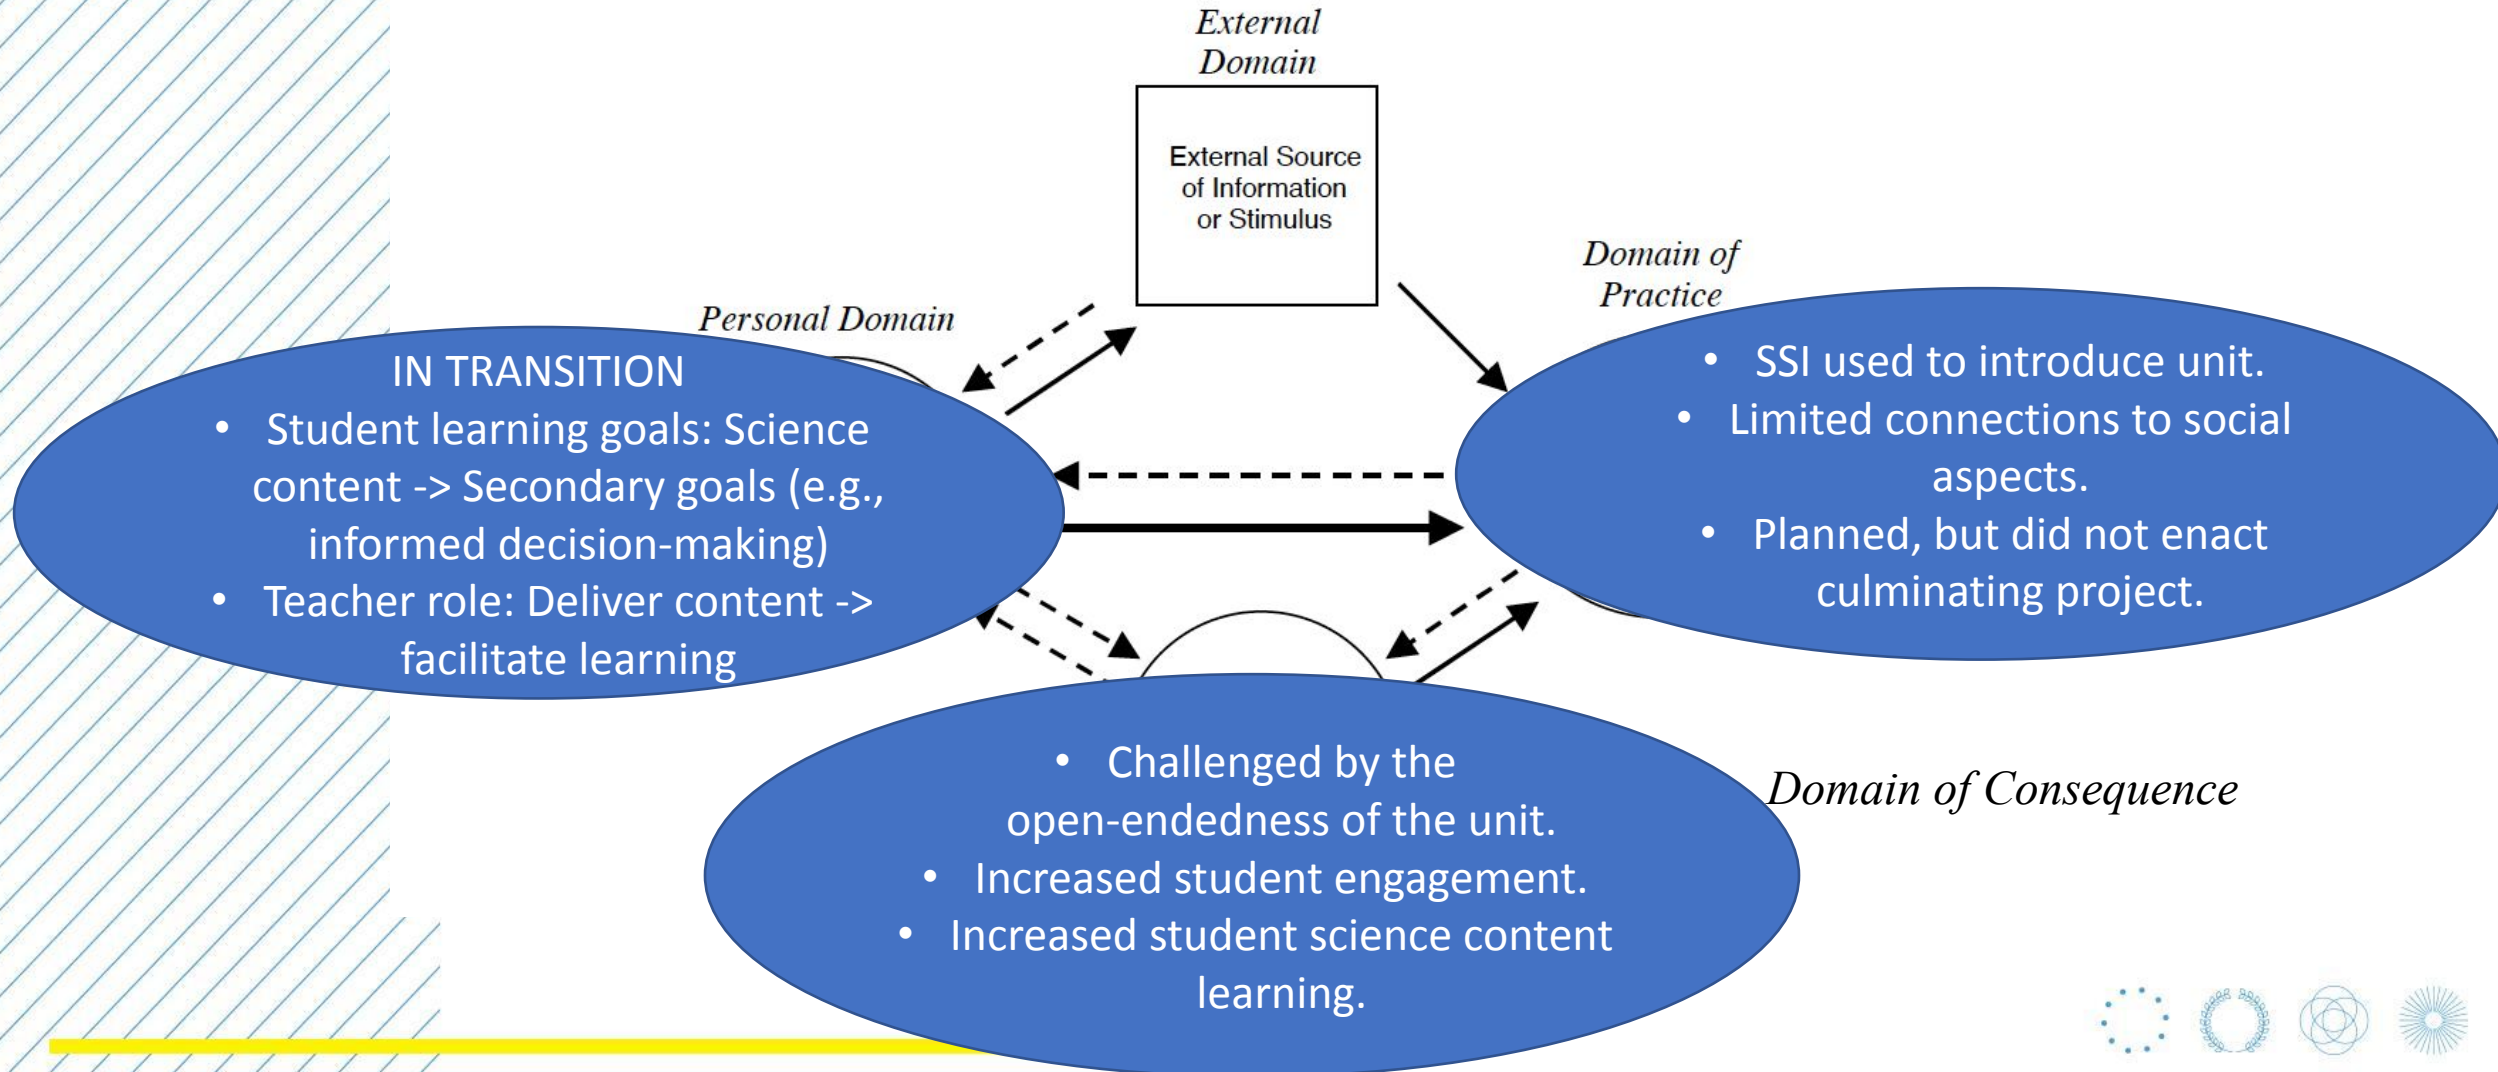 External
Domain
External Source
of Information
or Stimulus
Personal Domain
Domain of
Practice
IN TRANSITION
• Student learning goals: Science
content -> Secondary goals (e.g.,
informed decision-making)
• Teacher role: Deliver content ->
facilitate learning
• SSI used to introduce unit.
• Limited connections to social
aspects.
• Planned, but did not enact
culminating project.
• Challenged by the
open-endedness of the unit.
• Increased student engagement.
• Increased student science content
learning.
Domain of Consequence